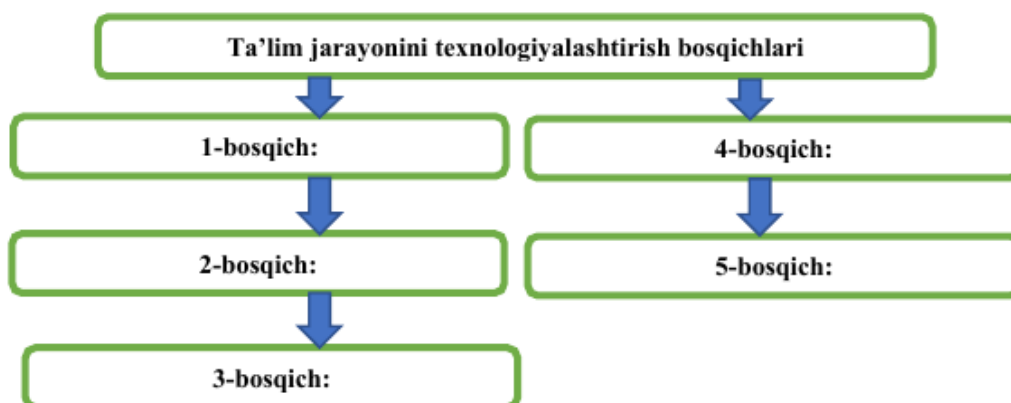 Ta’lim jarayonini texnologiyalashtirish bosqichlari
1-bosqich:
2-bosqich:
3-bosqich:
4-bosqich:
5-bosqich: